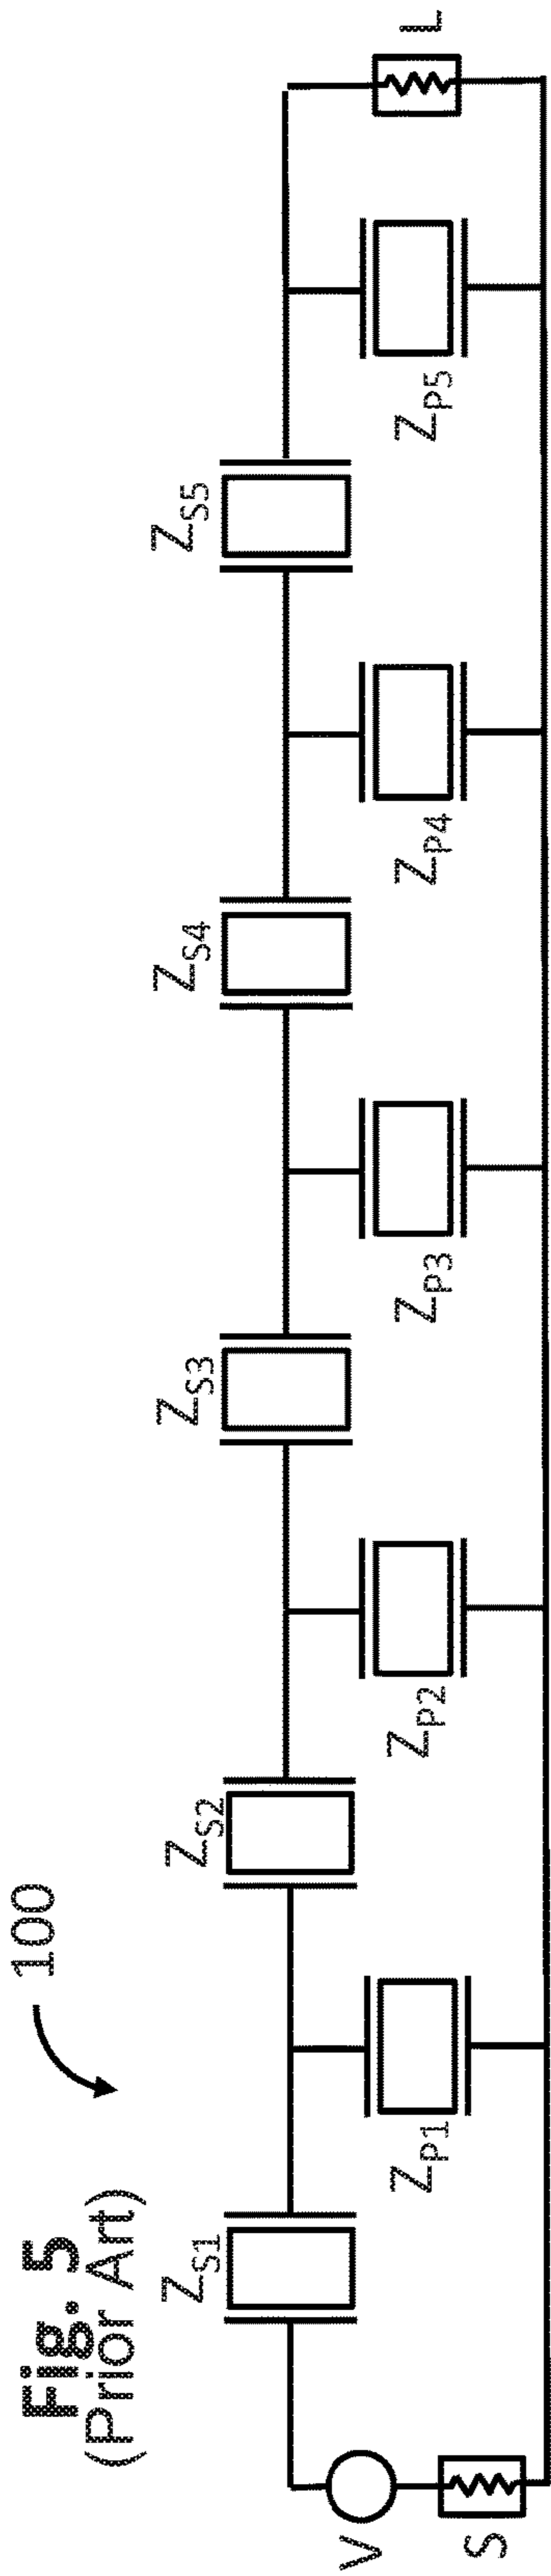 Fig. 5
(Prior Art)
100
Z_S1
Z_S2
Z_S3
Z_S4
Z_S5
Z_P1
Z_P2
Z_P3
Z_P4
Z_P5
V
S
L